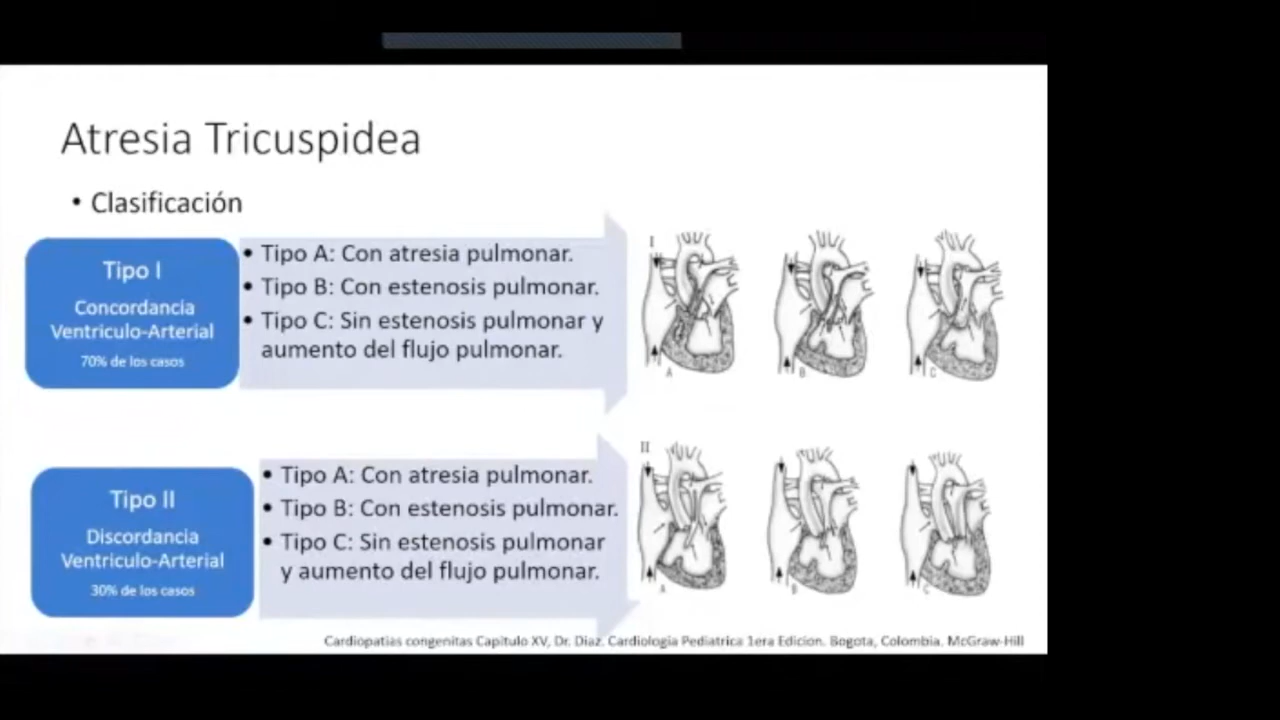 Atresia Tricuspidea
• Clasificación
Tipo I
Concordancia
Ventriculo-Arterial
70% de los casos
• Tipo A: Con atresia pulmonar.
• Tipo B: Con estenosis pulmonar.
• Tipo C: Sin estenosis pulmonar y
aumento del flujo pulmonar.
I
A
B
C
Tipo II
Discordancia
Ventriculo-Arterial
30% de los casos
• Tipo A: Con atresia pulmonar.
• Tipo B: Con estenosis pulmonar.
• Tipo C: Sin estenosis pulmonar
y aumento del flujo pulmonar.
II
A
B
C
Cardiopatias congenitas Capitulo XV, Dr. Diaz. Cardiologia Pediatrica 1era Edicion. Bogota, Colombia. McGraw-Hill